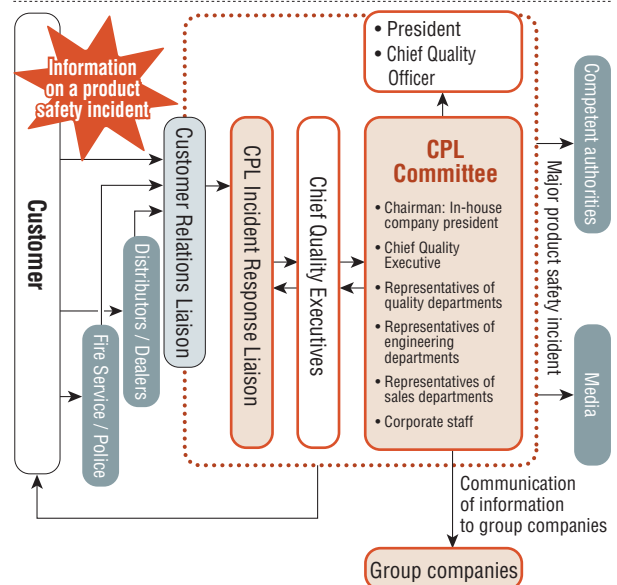 Information
on a product
safety incident
Customer
Fire Service / Police
Distributors / Dealers
Customer Relations Liaison
CPL Incident Response Liaison
Chief Quality Executives
• President
• Chief Quality
Officer
CPL
Committee
• Chairman: In-house
company president
• Chief Quality
Executive
• Representatives of
quality departments
• Representatives of
engineering
departments
• Representatives of
sales departments
• Corporate staff
Major product safety incident
Competent authorities
Media
Communication
of information
to group companies
Group companies